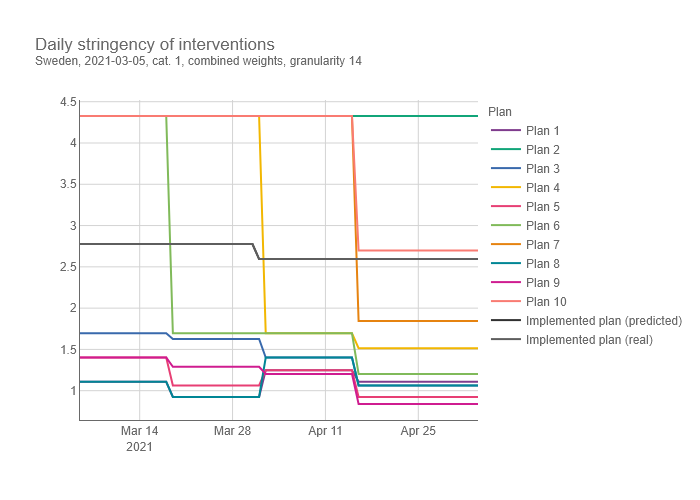 Daily stringency of interventions
Sweden, 2021-03-05, cat. 1, combined weights, granularity 14
4.5
4
3.5
3
2.5
2
1.5
1
Mar 14
2021
Mar 28
Apr 11
Apr 25
Plan
Plan 1
Plan 2
Plan 3
Plan 4
Plan 5
Plan 6
Plan 7
Plan 8
Plan 9
Plan 10
Implemented plan (predicted)
Implemented plan (real)